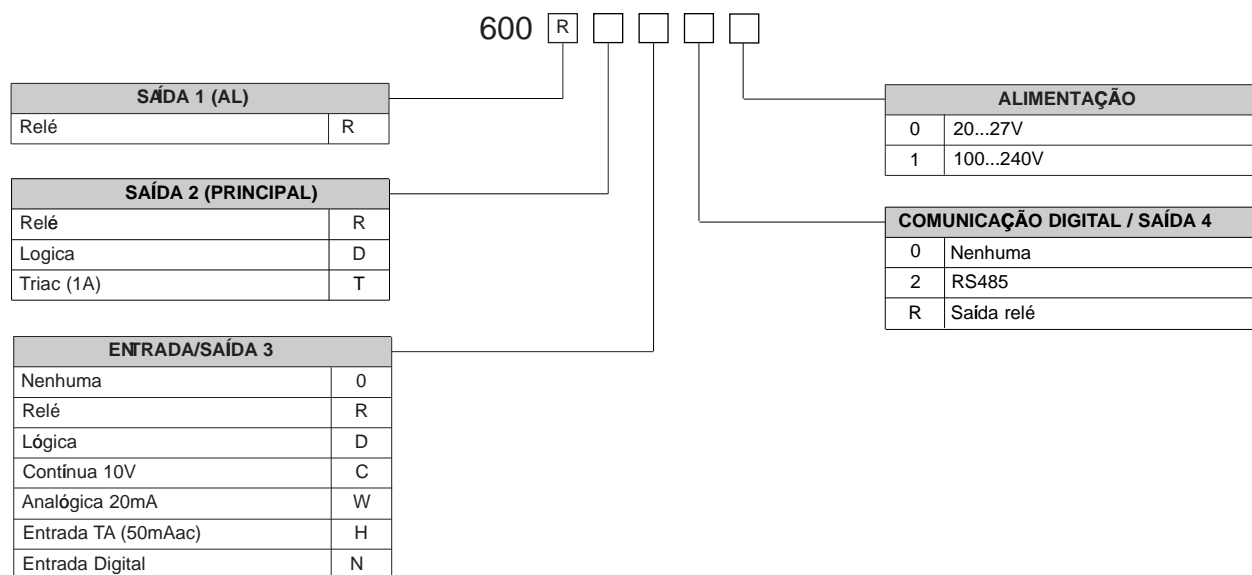 600 R
SAÍDA 1 (AL)
Relé R
SAÍDA 2 (PRINCIPAL)
Relé R
Logica D
Triac (1A) T
ENTRADA/SAÍDA 3
Nenhuma 0
Relé R
Lógica D
Contínua 10V C
Analógica 20mA W
Entrada TA (50mAac) H
Entrada Digital N
ALIMENTAÇÃO
0 20...27V
1 100...240V
COMUNICAÇÃO DIGITAL / SAÍDA 4
0 Nenhuma
2 RS485
R Saída relé